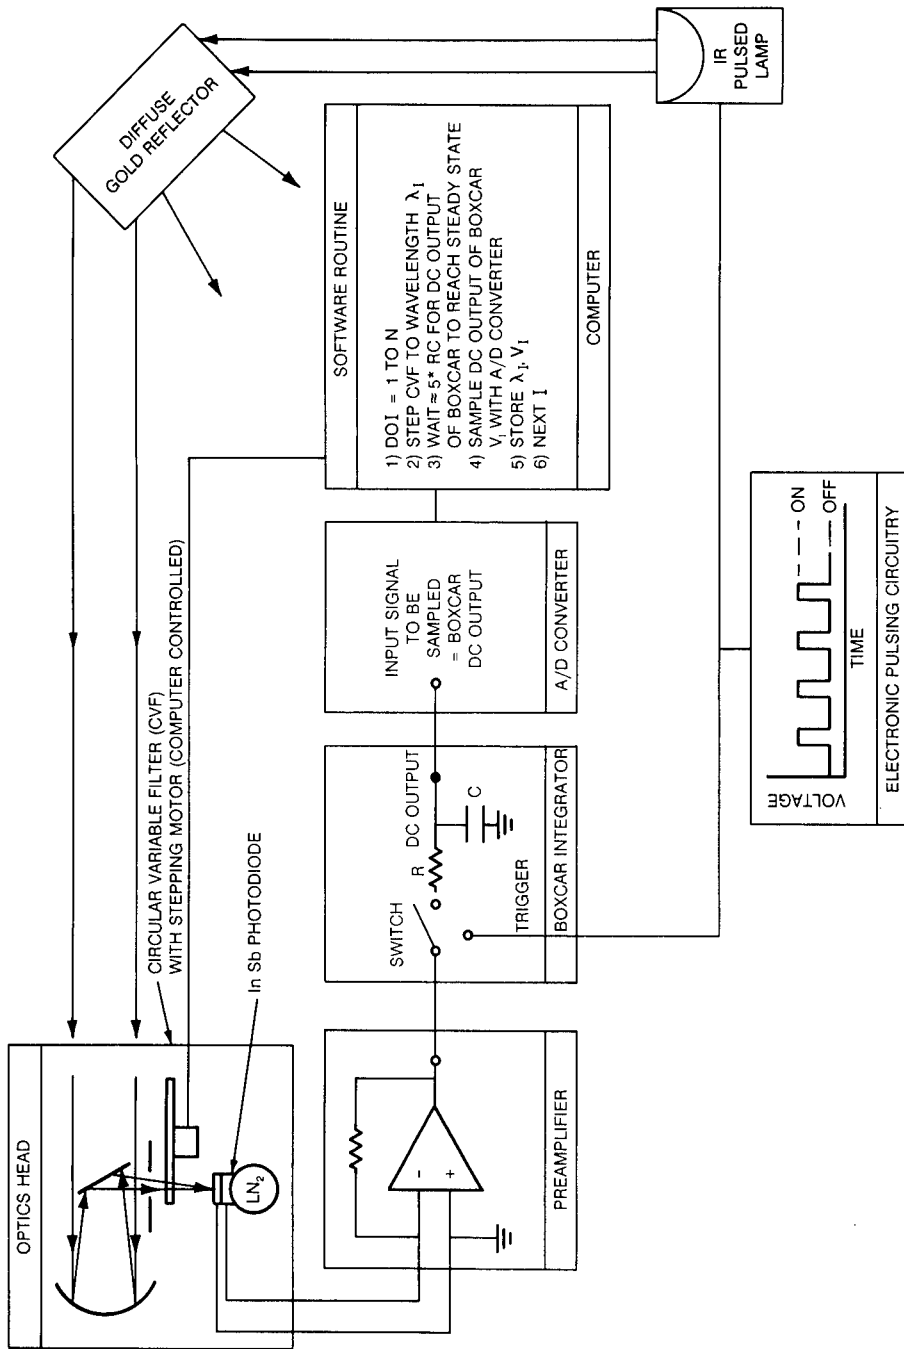 OPTICS HEAD
LN2
CIRCULAR VARIABLE FILTER (CVF)
WITH STEPPING MOTOR (COMPUTER CONTROLLED)
In Sb PHOTODIODE
DIFFUSE
GOLD REFLECTOR
IR
PULSED
LAMP
-
+
PREAMPLIFIER
SWITCH
R
DC OUTPUT
C
TRIGGER
BOXCAR INTEGRATOR
INPUT SIGNAL
TO BE
SAMPLED
= BOXCAR
DC OUTPUT
A/D CONVERTER
SOFTWARE ROUTINE
1) DO I = 1 TO N
2) STEP CVF TO WAVELENGTH λI
3) WAIT ≈ 5* RC FOR DC OUTPUT
OF BOXCAR TO REACH STEADY STATE
4) SAMPLE DC OUTPUT OF BOXCAR
VI WITH A/D CONVERTER
5) STORE λI, VI
6) NEXT I
COMPUTER
VOLTAGE
ON
OFF
TIME
ELECTRONIC PULSING CIRCUITRY